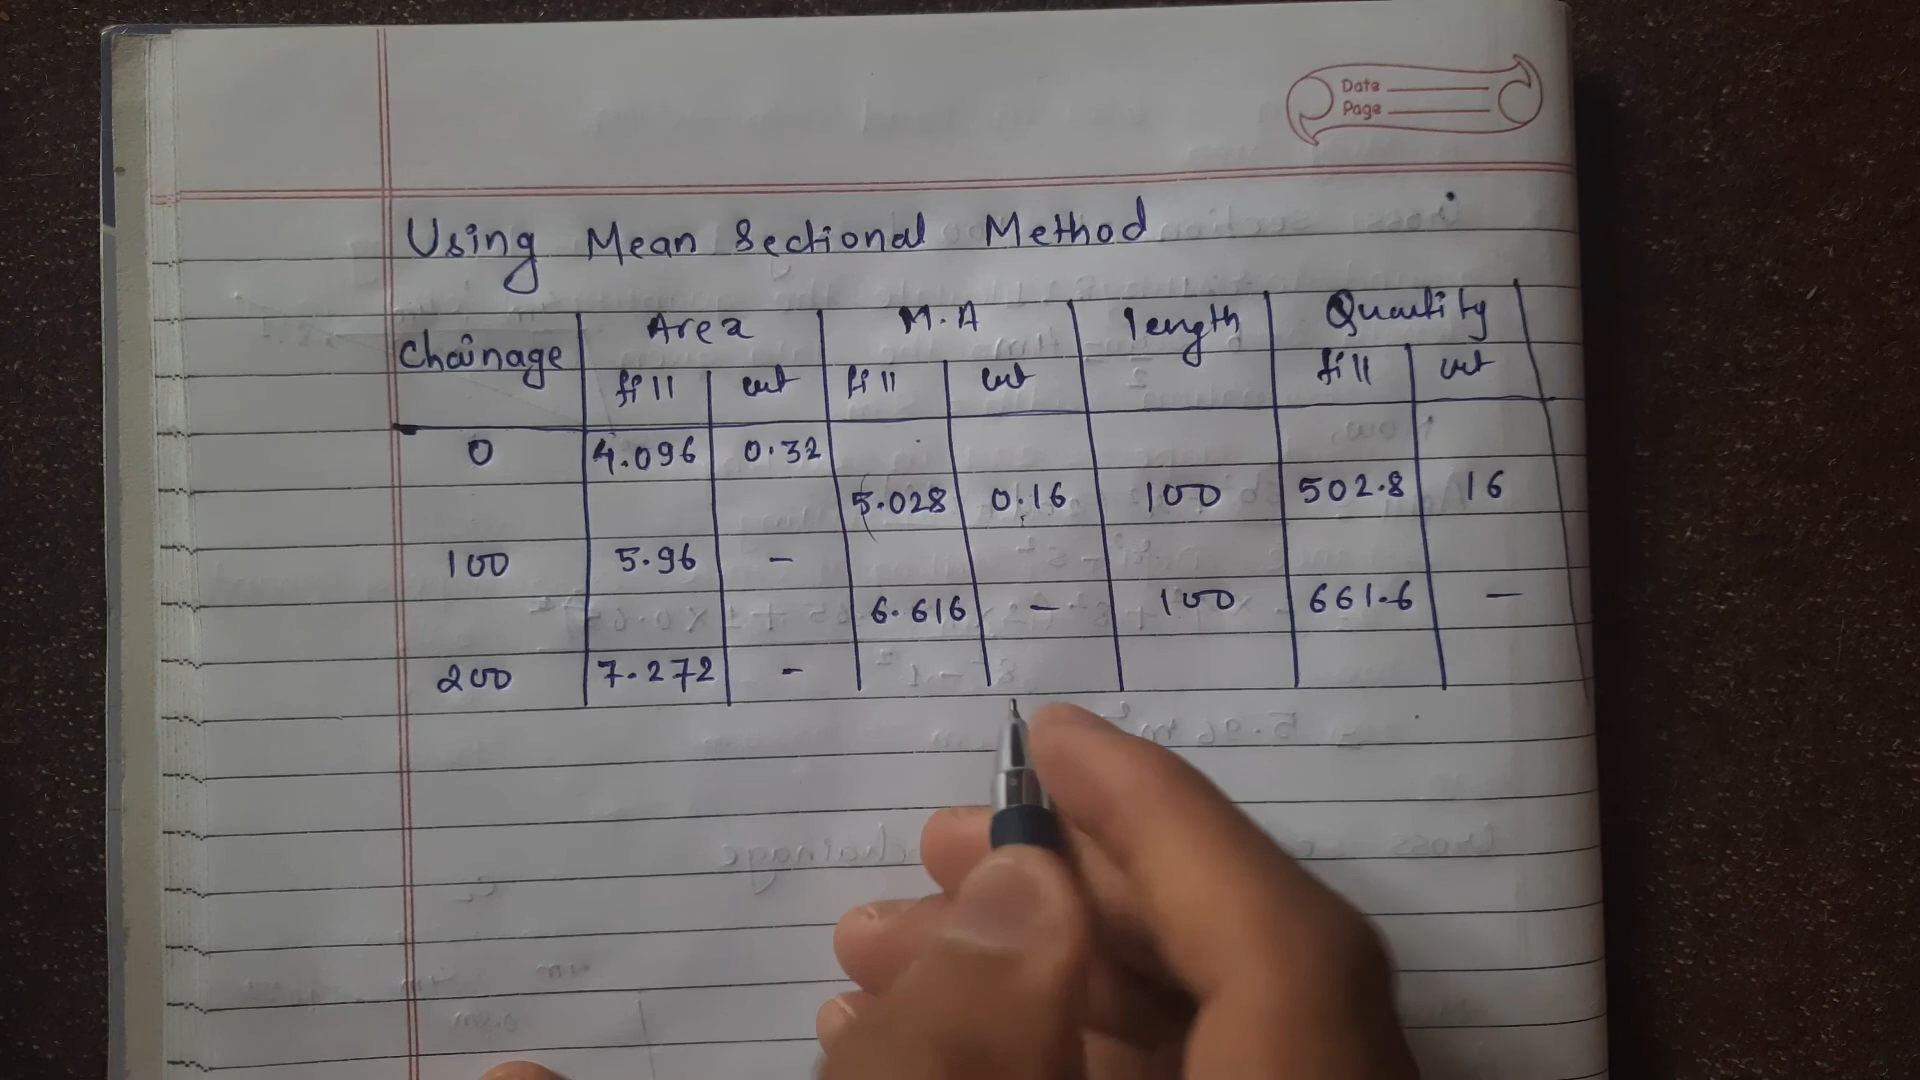 Date
Page
Using Mean Sectional Method
Chainage Area M.A length Quantity
fill cut fill cut fill cut
0 4.096 0.32
5.028 0.16 100 502.8 16
100 5.96 -
6.616 - 100 661.6 -
200 7.272 -